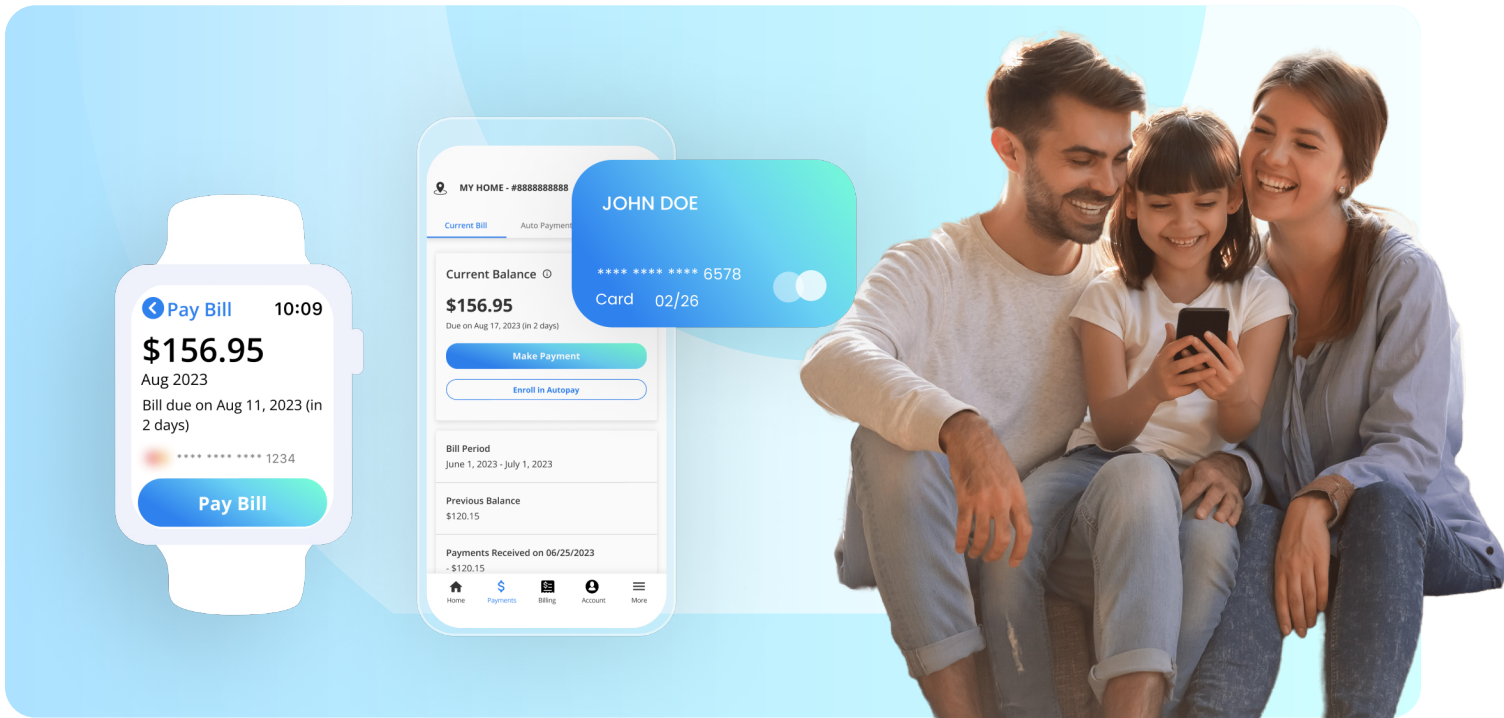 Pay Bill
10:09
$156.95
Aug 2023
Bill due on Aug 11, 2023 (in
2 days)
**** **** **** 1234
Pay Bill
MY HOME - #8888888888
Current Bill
Auto Payment
Current Balance
$156.95
Due on Aug 17, 2023 (in 2 days)
Make Payment
Enroll in Autopay
Bill Period
June 1, 2023 - July 1, 2023
Previous Balance
$120.15
Payments Received on 06/25/2023
- $120.15
Home
Payments
Billing
Account
More
JOHN DOE
**** **** **** 6578
Card 02/26